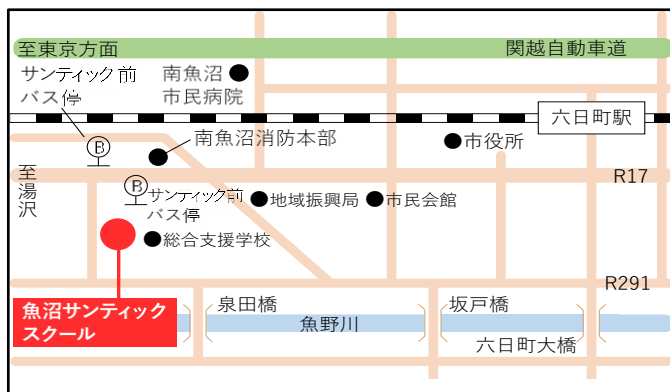 至東京方面
関越自動車道
サンティック前
バス停
南魚沼
市民病院
六日町駅
B
南魚沼消防本部
市役所
至湯沢
R17
B
サンティック前
バス停
地域振興局
市民会館
総合支援学校
R291
魚沼サンティック
スクール
泉田橋
坂戸橋
魚野川
六日町大橋